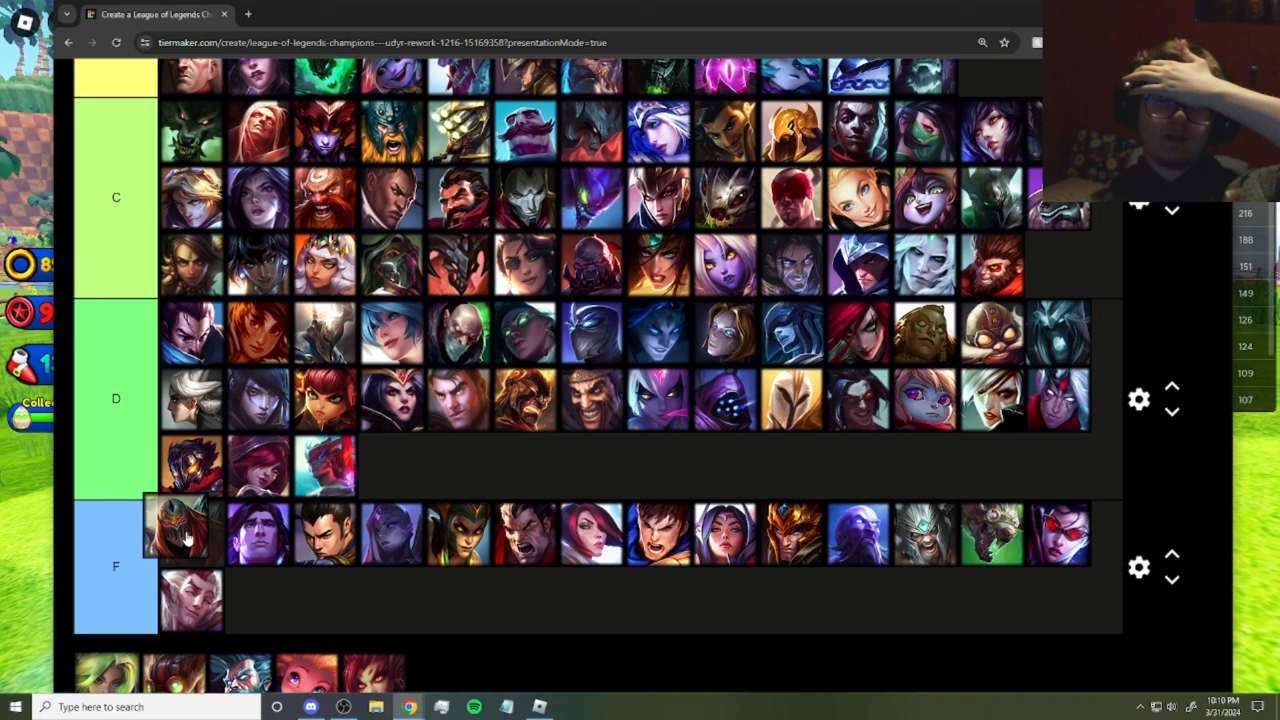 Create a League of Legends Ch
tiermaker.com/create/league-of-legends-champions---udyr-rework-1216-15169358?presentationMode=true
C
216
188
151
149
126
124
109
107
D
Collec
F
Type here to search
10:10 PM
3/31/2024